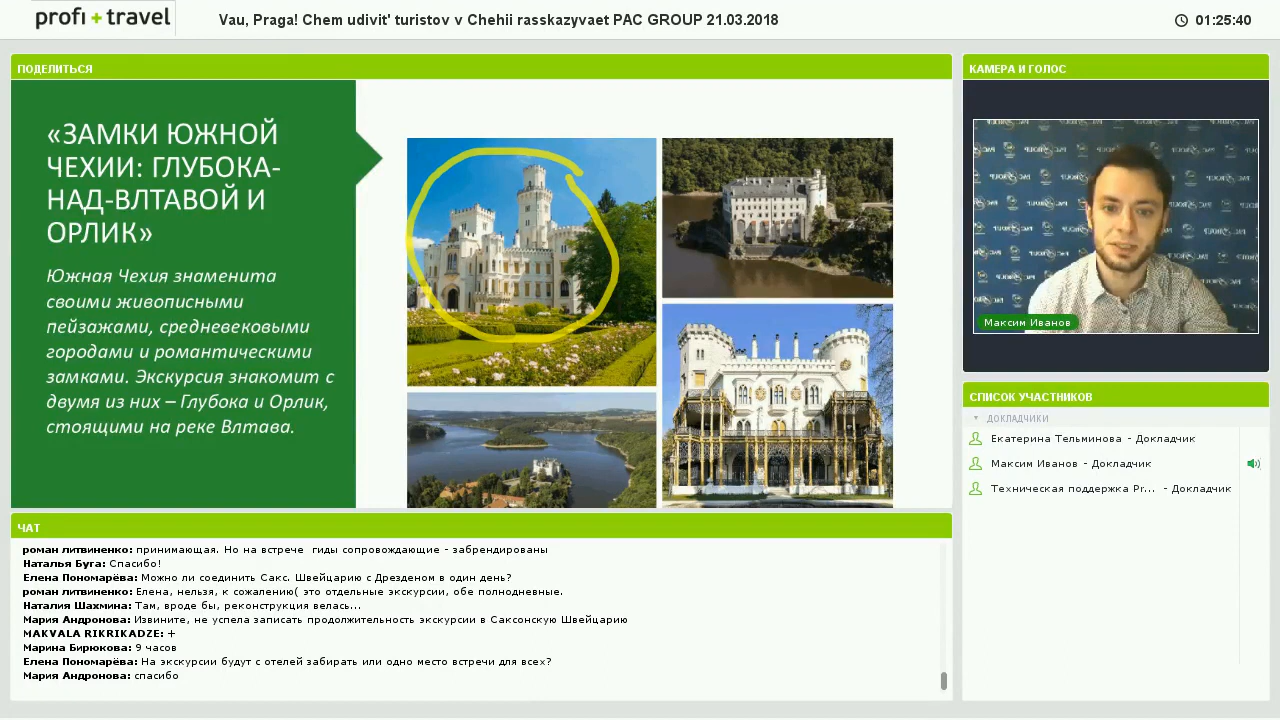 profi + travel
Vau, Praga! Chem udivit' turistov v Chehii rasskazyvaet PAC GROUP 21.03.2018
01:25:40
ПОДЕЛИТЬСЯ
«ЗАМКИ ЮЖНОЙ
ЧЕХИИ: ГЛУБОКА-
НАД-ВЛТАВОЙ И
ОРЛИК»
Южная Чехия знаменита
своими живописными
пейзажами, средневековыми
городами и романтическими
замками. Экскурсия знакомит с
двумя из них – Глубока и Орлик,
стоящими на реке Влтава.
КАМЕРА И ГОЛОС
Максим Иванов
СПИСОК УЧАСТНИКОВ
ДОКЛАДЧИКИ
Екатерина Тельминова - Докладчик
Максим Иванов - Докладчик
Техническая поддержка Pr... - Докладчик
ЧАТ
роман литвиненко: принимающая. Но на встрече гиды сопровождающие - забрендированы
Наталья Буга: Спасибо!
Елена Пономарёва: Можно ли соединить Сакс. Швейцарию с Дрезденом в один день?
роман литвиненко: Елена, нельзя, к сожалению( это отдельные экскурсии, обе полнодневные.
Наталия Шахмина: Там, вроде бы, реконструкция велась...
Мария Андронова: Извините, не успела записать продолжительность экскурсии в Саксонскую Швейцарию
MAKVALA RIKRIKADZE: +
Марина Бирюкова: 9 часов
Елена Пономарёва: На экскурсии будут с отелей забирать или одно место встречи для всех?
Мария Андронова: спасибо